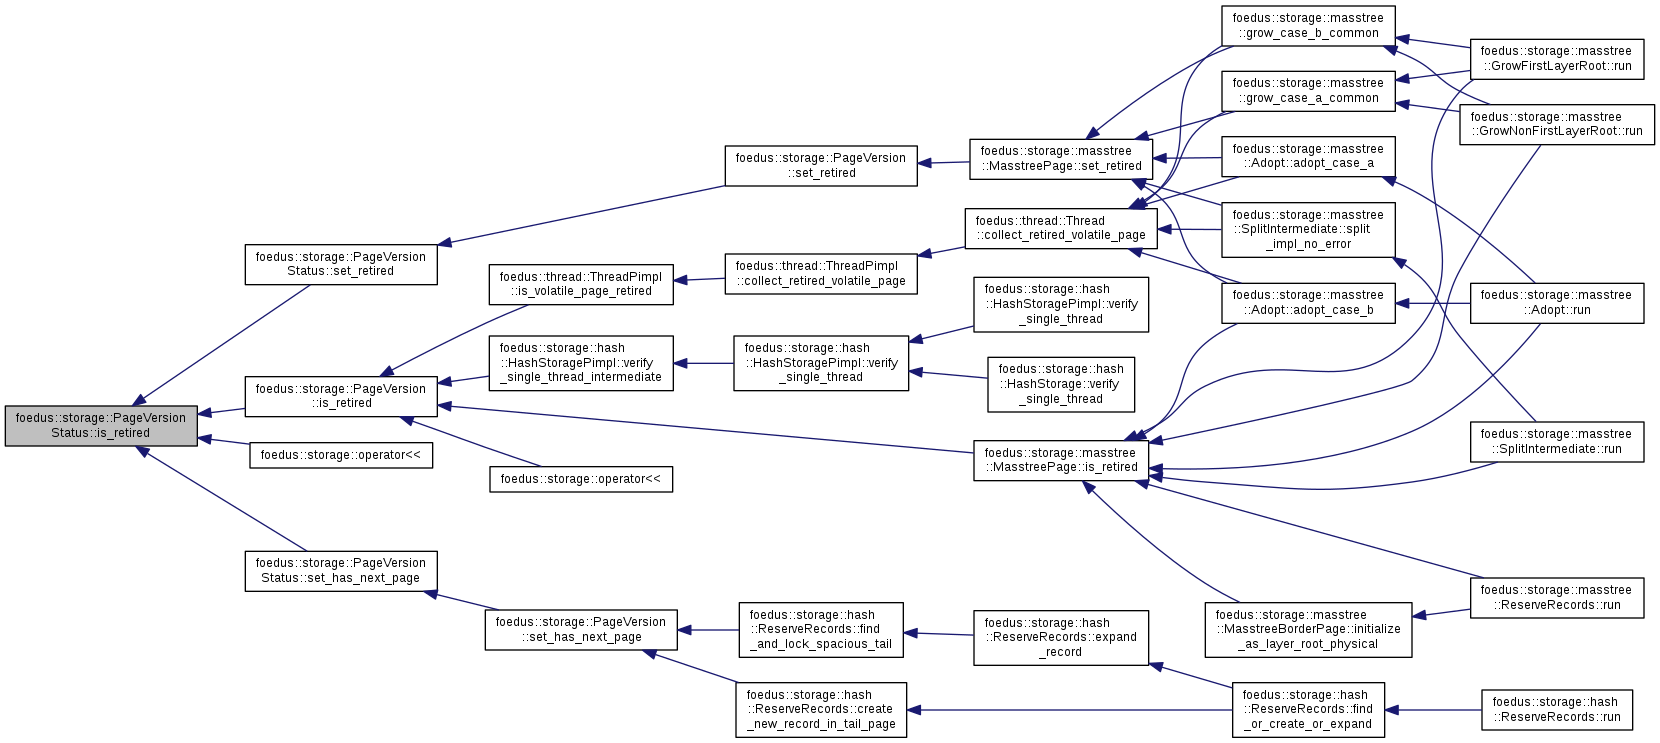 foedus::storage::PageVersion
Status::is_retired
foedus::storage::PageVersion
Status::set_retired
foedus::storage::PageVersion
::is_retired
foedus::storage::operator<<
foedus::storage::PageVersion
Status::set_has_next_page
foedus::thread::ThreadPimpl
::is_volatile_page_retired
foedus::storage::hash
::HashStoragePimpl::verify
_single_thread_intermediate
foedus::storage::operator<<
foedus::storage::PageVersion
::set_has_next_page
foedus::storage::PageVersion
::set_retired
foedus::thread::ThreadPimpl
::collect_retired_volatile_page
foedus::storage::hash
::HashStoragePimpl::verify
_single_thread
foedus::storage::hash
::ReserveRecords::find
_and_lock_spacious_tail
foedus::storage::hash
::ReserveRecords::create
_new_record_in_tail_page
foedus::storage::masstree
::MasstreePage::set_retired
foedus::thread::Thread
::collect_retired_volatile_page
foedus::storage::hash
::HashStoragePimpl::verify
_single_thread
foedus::storage::hash
::HashStorage::verify
_single_thread
foedus::storage::masstree
::MasstreePage::is_retired
foedus::storage::hash
::ReserveRecords::expand
_record
foedus::storage::masstree
::grow_case_b_common
foedus::storage::masstree
::grow_case_a_common
foedus::storage::masstree
::Adopt::adopt_case_a
foedus::storage::masstree
::SplitIntermediate::split
_impl_no_error
foedus::storage::masstree
::Adopt::adopt_case_b
foedus::storage::masstree
::MasstreeBorderPage::initialize
_as_layer_root_physical
foedus::storage::hash
::ReserveRecords::find
_or_create_or_expand
foedus::storage::masstree
::GrowFirstLayerRoot::run
foedus::storage::masstree
::GrowNonFirstLayerRoot::run
foedus::storage::masstree
::Adopt::run
foedus::storage::masstree
::SplitIntermediate::run
foedus::storage::masstree
::ReserveRecords::run
foedus::storage::hash
::ReserveRecords::run